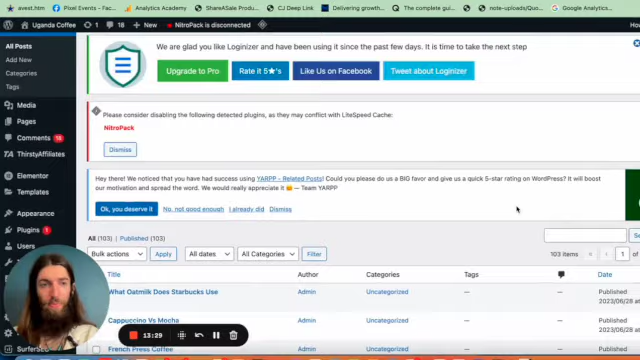 avest.htm Pixel Events - F... Analytics Academy ShareASale Produ... CJ Deep Link Delivering growth... The complete guid... note-uploads/Quo...
Uganda Coffee 1 18 New NitroPack is disconnected
All Posts
Add New
Categories
Tags
Media
Pages
Comments 18
ThirstyAffiliates
Elementor
Templates
Appearance
Plugins 1
Users
SurferSEO
We are glad you like Loginizer and have been using it since the past few days. It is time to take the next step
Upgrade to Pro Rate it 5★'s Like Us on Facebook Tweet about Loginizer
Please consider disabling the following detected plugins, as they may conflict with LiteSpeed Cache:
NitroPack
Dismiss
Hey there! We noticed that you have had success using YARPP - Related Posts! Could you please do us a BIG favor and give us a quick 5-star rating on WordPress? It will boost
our motivation and spread the word. We would really appreciate it 😊 — Team YARPP
Ok, you deserve it No, not good enough I already did Dismiss
All (103) | Published (103)
Bulk actions Apply All dates All Categories Filter 103 items « ‹ 1 of
Title Author Categories Tags Date
What Oatmilk Does Starbucks Use Admin Uncategorized — — Published
2023/06/28
Cappuccino Vs Mocha Admin Uncategorized — — Published
2023/06/28
13:29
French Press Coffee Admin Uncategorized — — Published